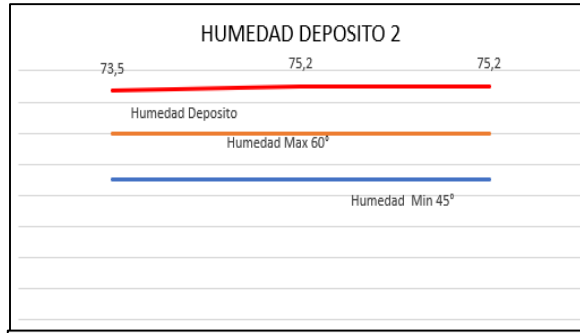 HUMEDAD DEPOSITO 2
73,5
75,2
75,2
Humedad Deposito
Humedad Max 60°
Humedad Min 45°